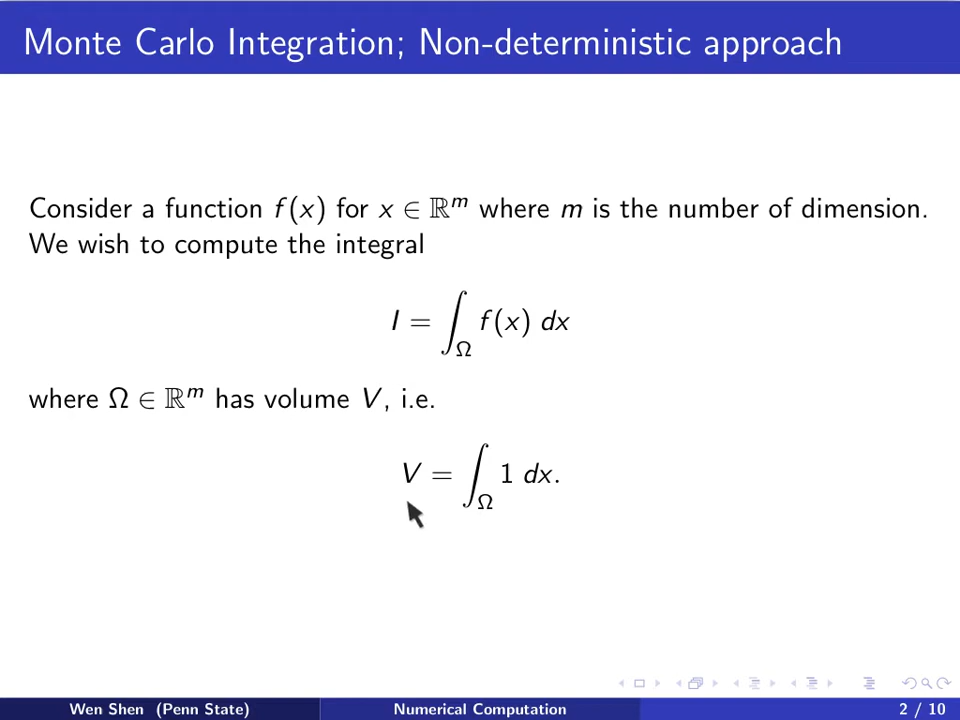 Monte Carlo Integration; Non-deterministic approach
Consider a function f(x) for x ∈ ℝ^m where m is the number of dimension.
We wish to compute the integral
I = ∫_Ω f(x) dx
where Ω ∈ ℝ^m has volume V, i.e.
V = ∫_Ω 1 dx.
Wen Shen (Penn State) Numerical Computation 2 / 10